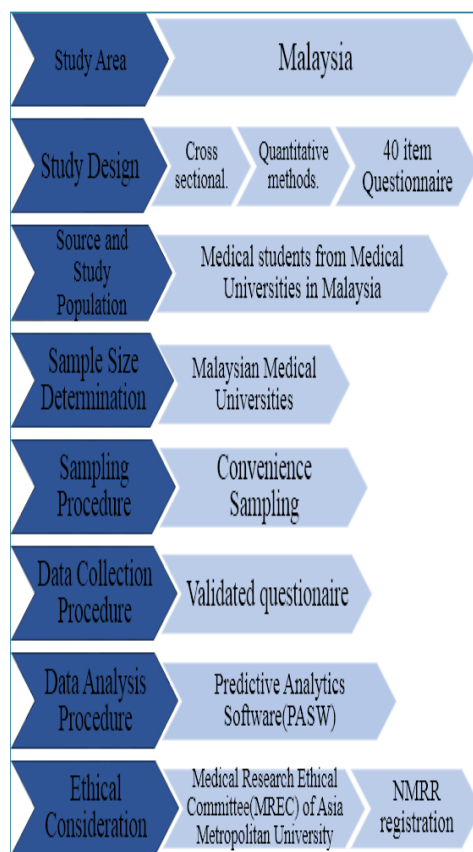 Study Area
Malaysia
Study Design
Cross
sectional.
Quantitative
methods.
40 item
Questionnaire
Source and
Study
Population
Medical students from Medical
Universities in Malaysia
Sample Size
Determination
Malaysian Medical
Universities
Sampling
Procedure
Convenience
Sampling
Data Collection
Procedure
Validated questionaire
Data Analysis
Procedure
Predictive Analytics
Software(PASW)
Ethical
Consideration
Medical Research Ethical
Committee(MREC) of Asia
Metropolitan University
NMRR
registration